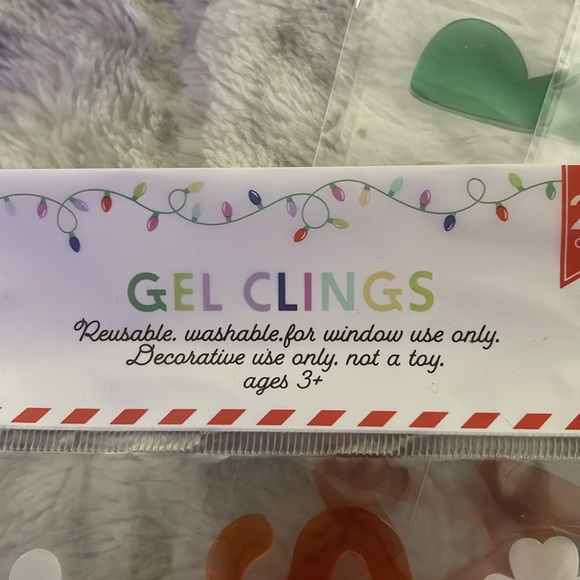 GEL CLINGS
Reusable. washable.for window use only.
Decorative use only. not a toy.
ages 3+